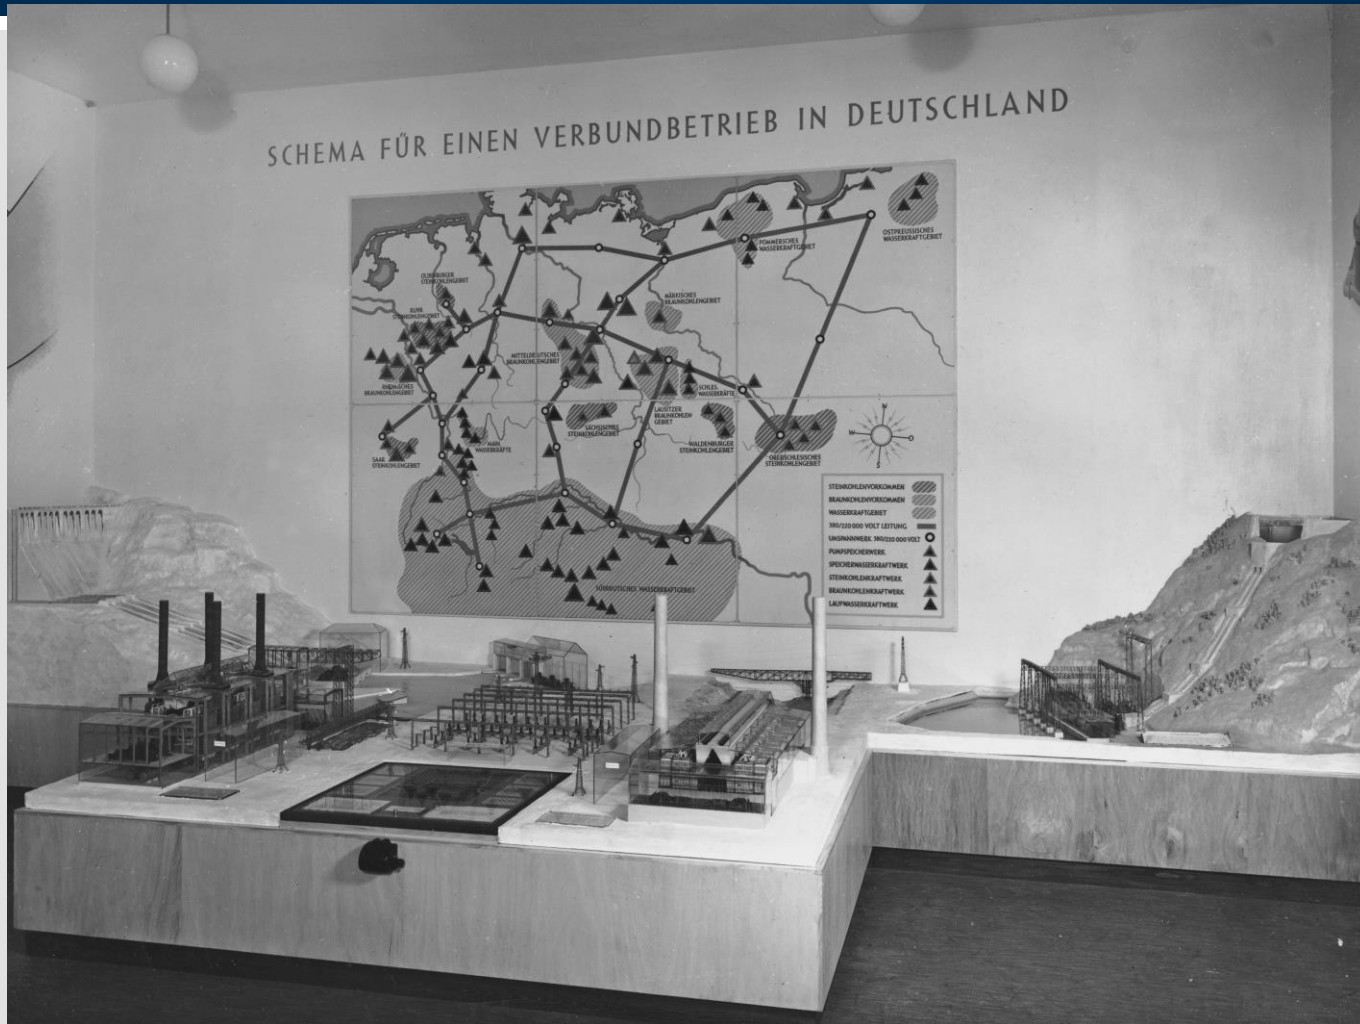 SCHEMA FÜR EINEN VERBUNDBETRIEB IN DEUTSCHLAND
OSTPREUSSISCHES
WASSERKRAFTGEBIET
POMMERSCHES
WASSERKRAFTGEBIET
OLDENBURGER
STEINKOHLENGEBIET
MÄRKISCHES
BRAUNKOHLENGEBIET
RUHR
STEINKOHLENGEBIET
MITTELDEUTSCHES
BRAUNKOHLENGEBIET
RHEINISCHES
BRAUNKOHLENGEBIET
SCHLES.
WASSERKRÄFTE
LAUSITZER
BRAUNKOHLEN-
GEBIET
SÄCHSISCHES
STEINKOHLENGEBIET
MAIN
WASSERKRÄFTE
WALDENBURGER
STEINKOHLENGEBIET
OBERSCHLESISCHES
STEINKOHLENGEBIET
SAAR
STEINKOHLENGEBIET
N
W
O
S
SÜDDEUTSCHES WASSERKRAFTGEBIET
STEINKOHLENVORKOMMEN
BRAUNKOHLENVORKOMMEN
WASSERKRAFTGEBIET
380/220 000 VOLT LEITUNG
UMSPANNWERK 380/220 000 VOLT
PUMPSPEICHERWERK
SPEICHERWASSERKRAFTWERK
STEINKOHLENKRAFTWERK
BRAUNKOHLENKRAFTWERK
LAUFWASSERKRAFTWERK